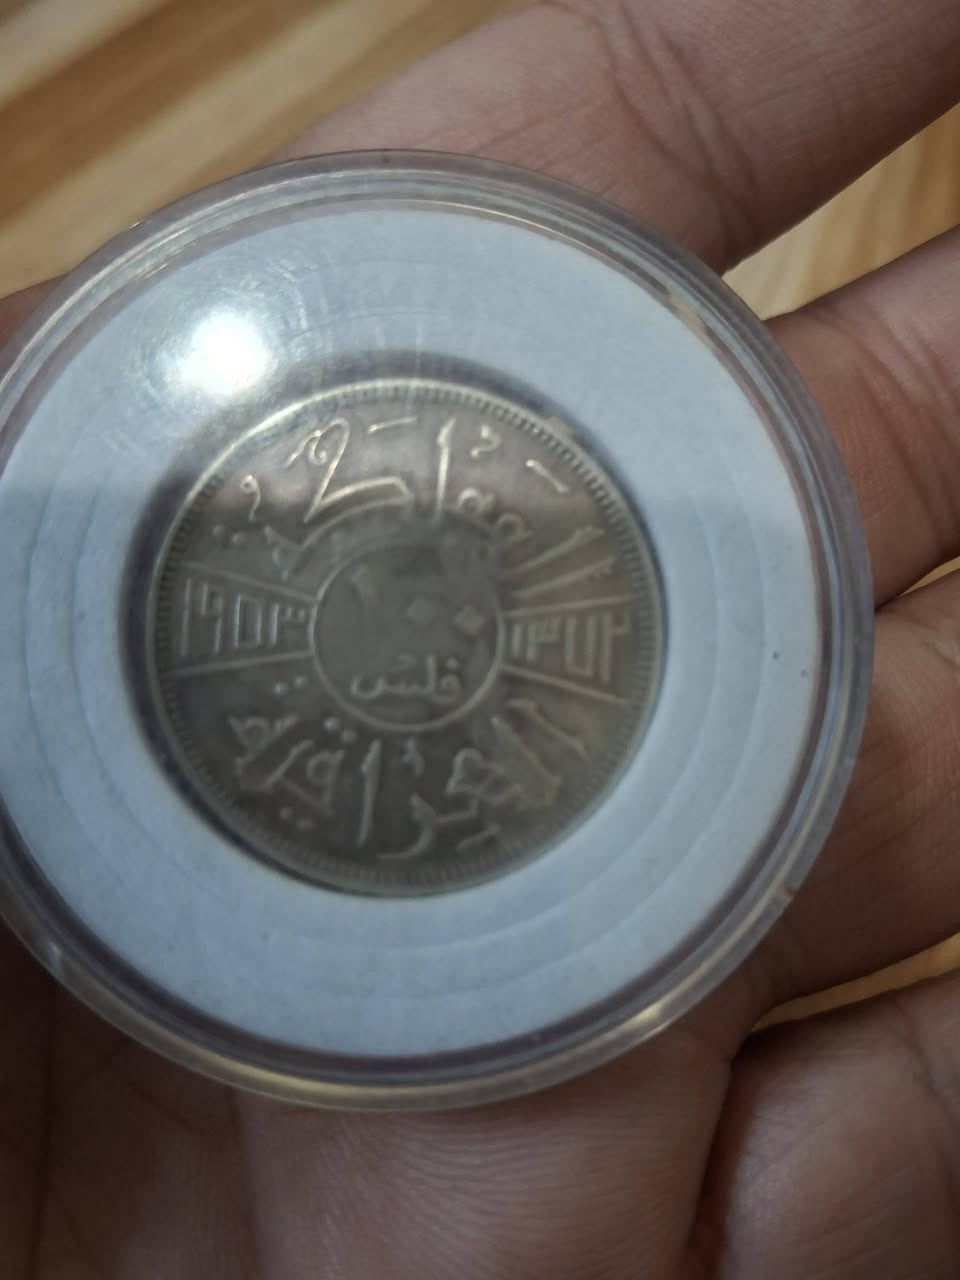 المملكة
١٣٧٢
١٠٠
فلس
١٩٥٣
العراقية